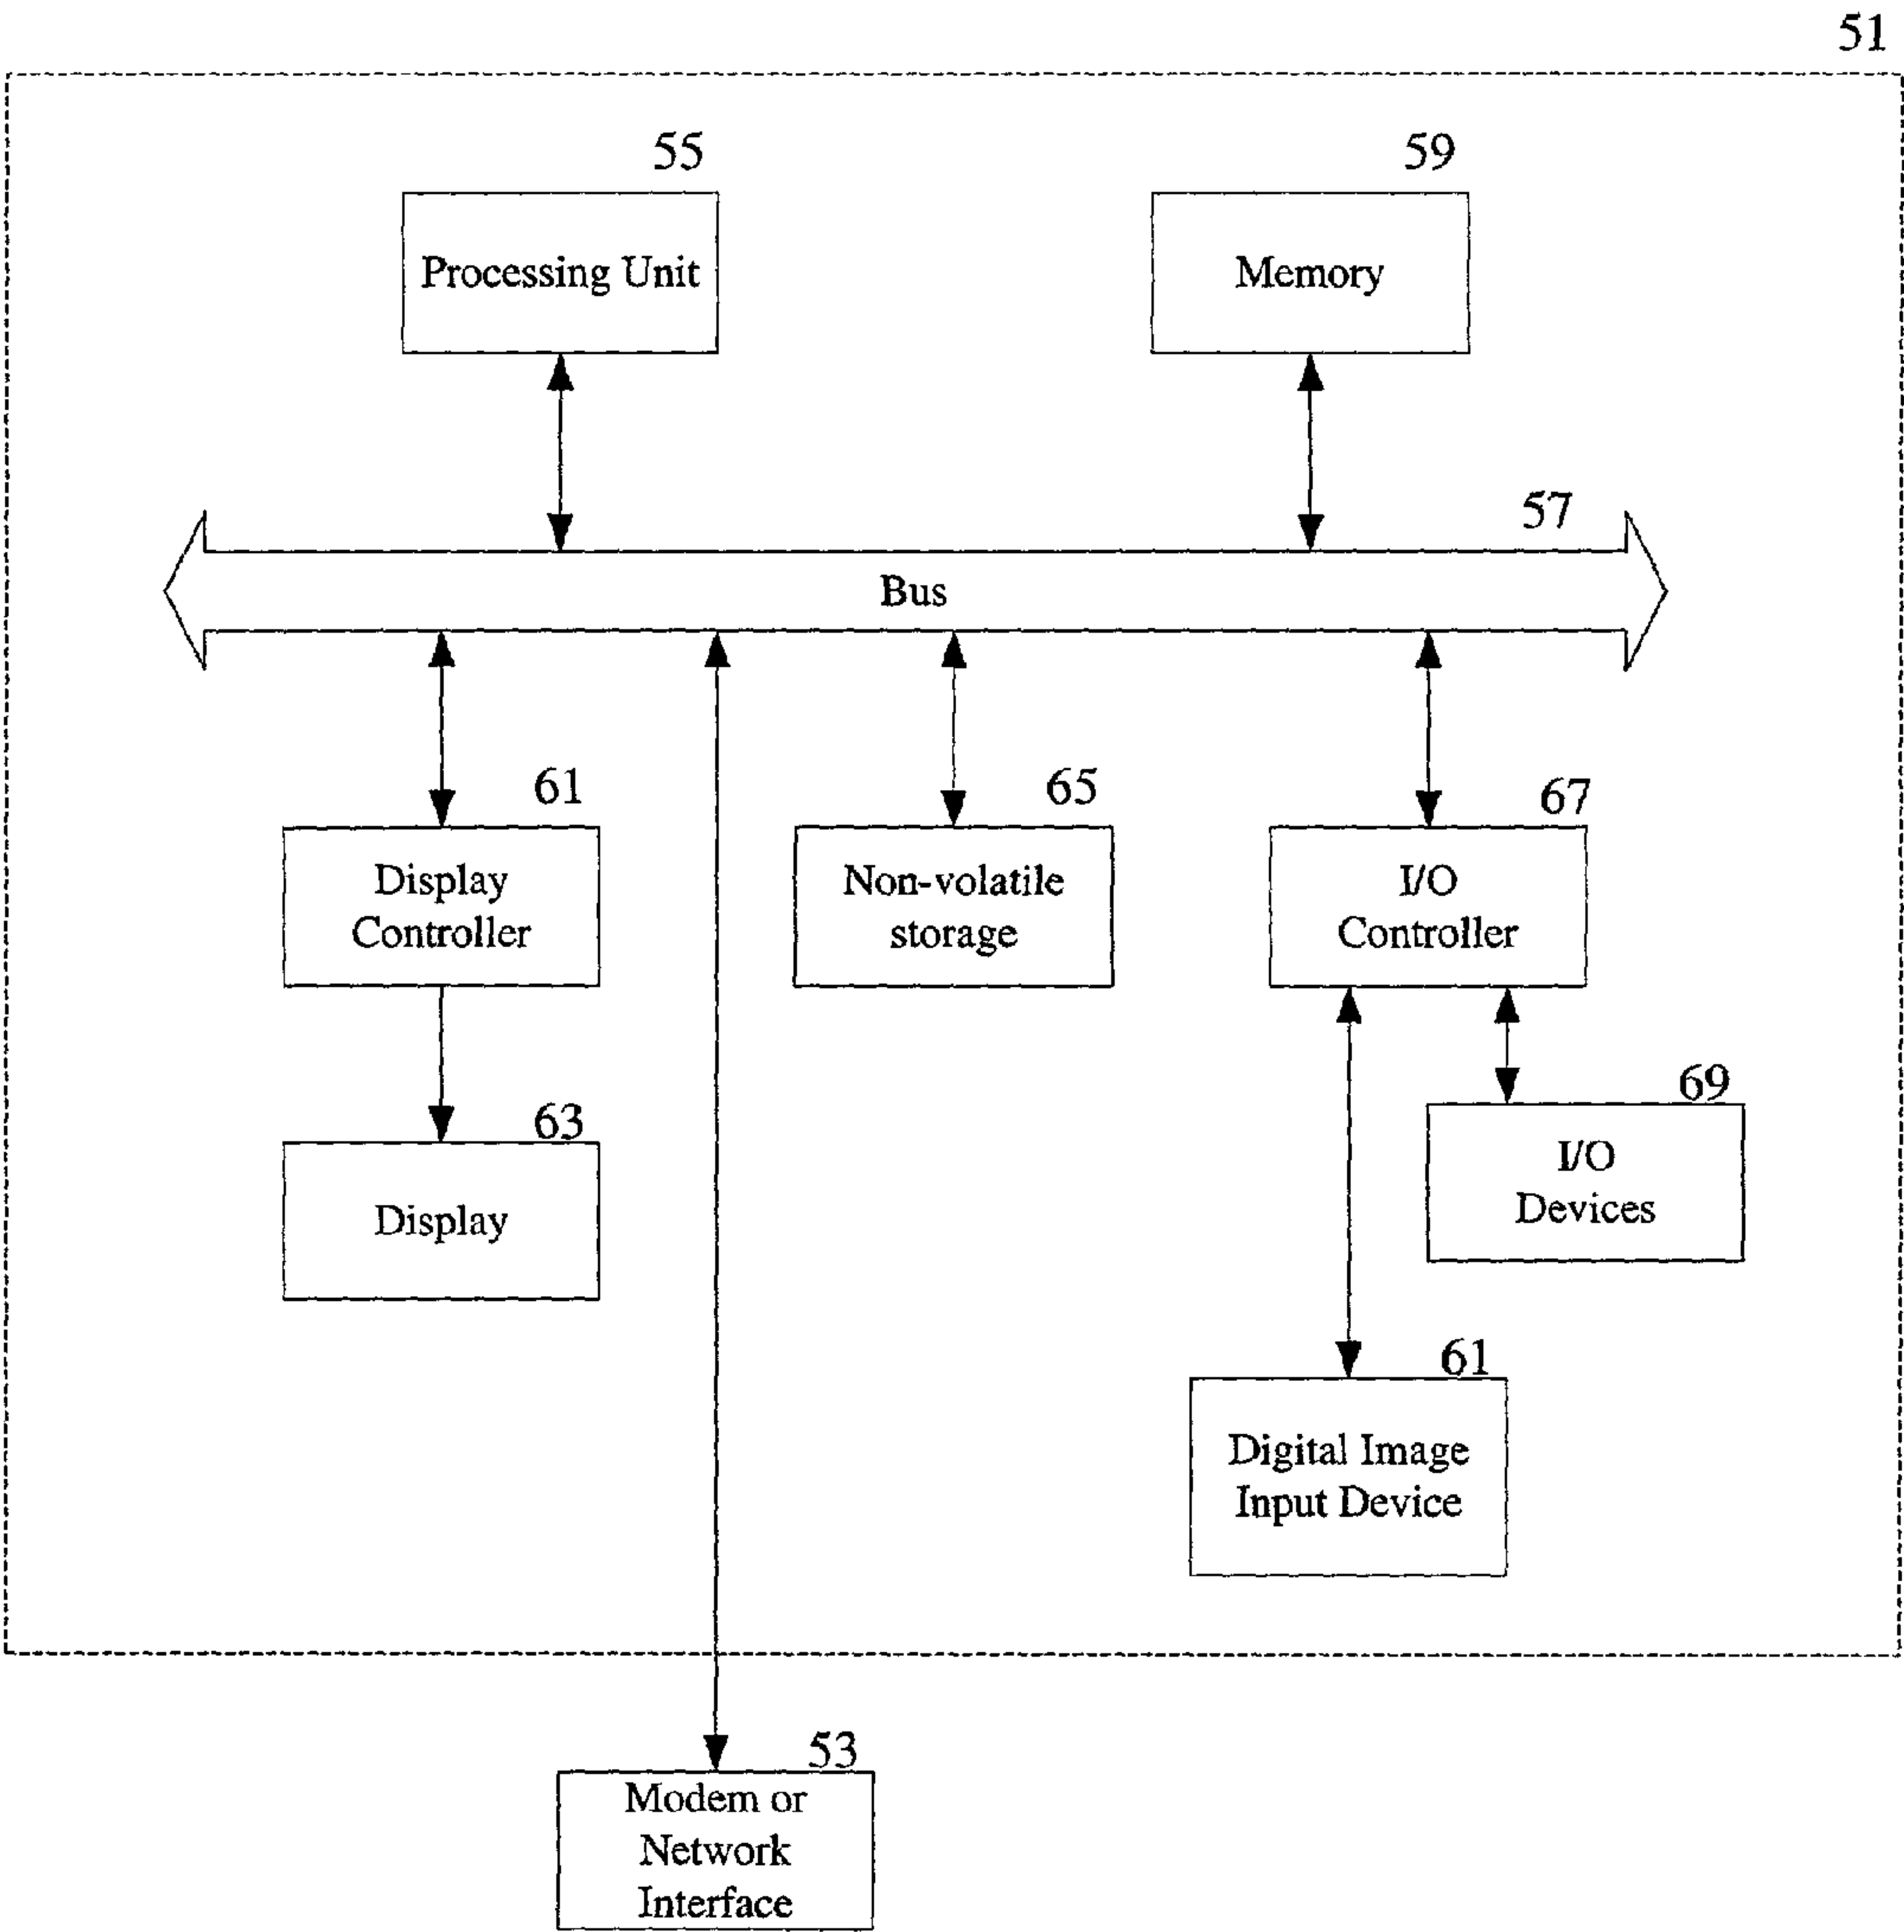 51
55
59
Processing Unit
Memory
57
Bus
61
65
67
Display
Controller
Non-volatile
storage
I/O
Controller
63
69
Display
I/O
Devices
61
Digital Image
Input Device
53
Modem or
Network
Interface